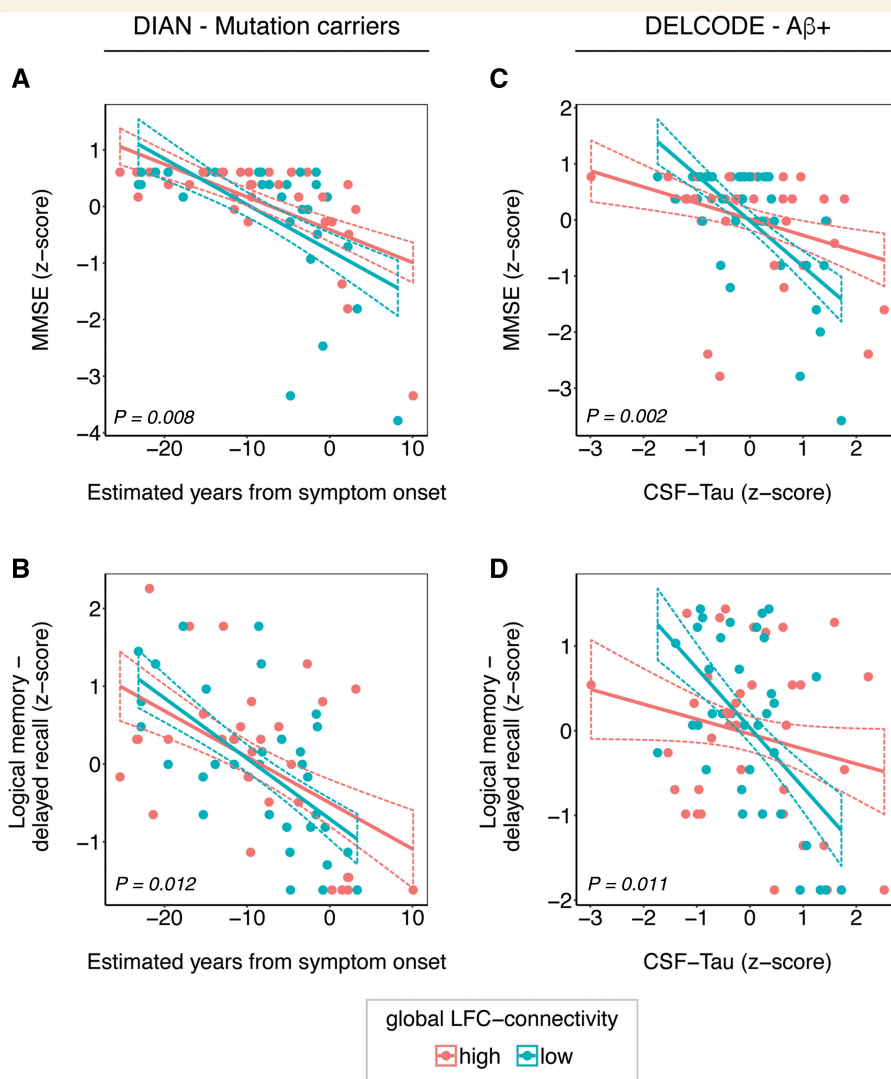 DIAN - Mutation carriers
DELCODE - Aβ+
A
MMSE (z−score)
1
0
−1
−2
−3
−4
P = 0.008
−20
−10
0
10
Estimated years from symptom onset
C
MMSE (z−score)
2
1
0
−1
−2
−3
P = 0.002
−3
−2
−1
0
1
2
CSF−Tau (z−score)
B
Logical memory −
delayed recall (z−score)
2
1
0
−1
P = 0.012
−20
−10
0
10
Estimated years from symptom onset
D
Logical memory −
delayed recall (z−score)
1
0
−1
−2
P = 0.011
−3
−2
−1
0
1
2
CSF−Tau (z−score)
global LFC−connectivity
high
low